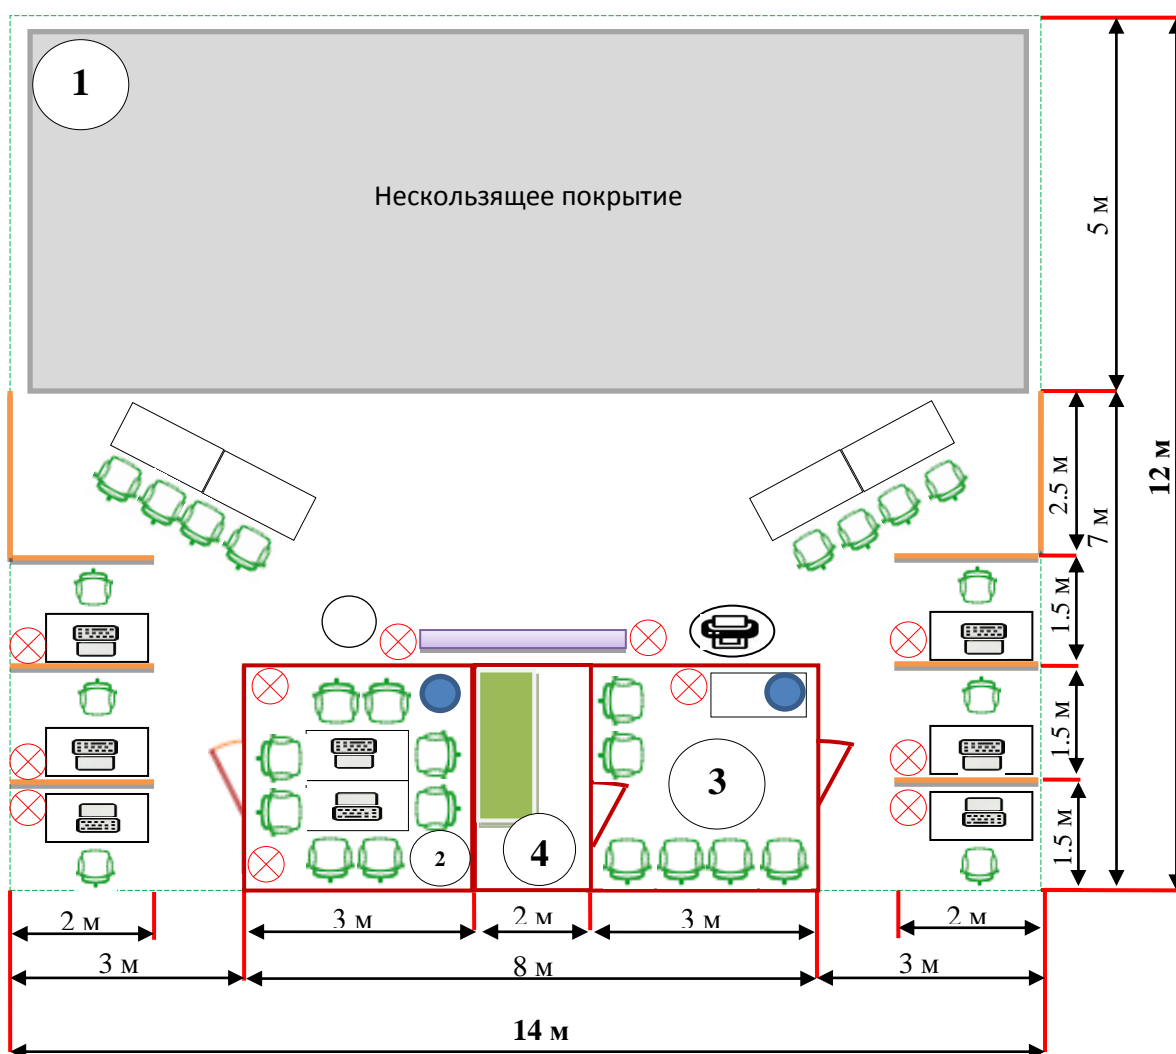 1
Нескользящее покрытие
5 м
12 м
2.5 м
7 м
1.5 м
1.5 м
3
2
4
1.5 м
2 м
3 м
2 м
3 м
2 м
3 м
8 м
3 м
14 м